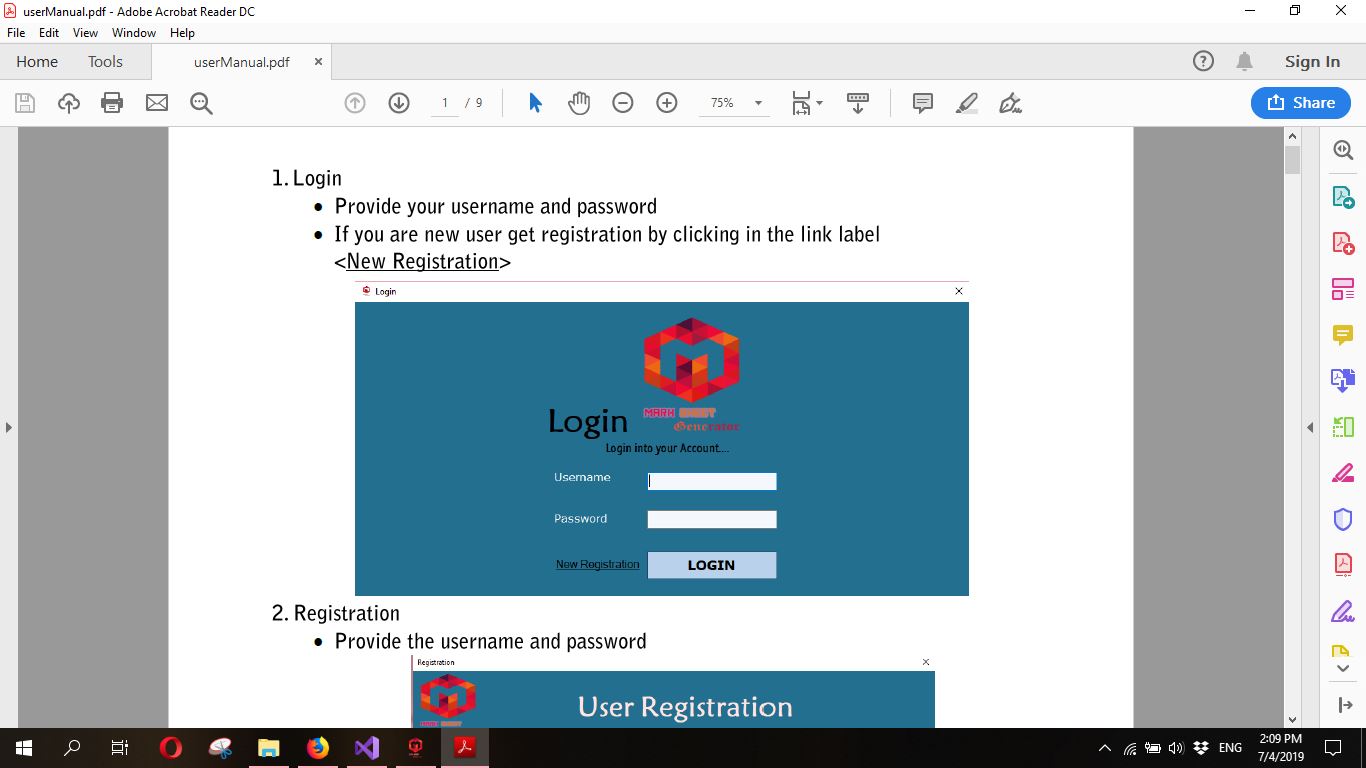 userManual.pdf - Adobe Acrobat Reader DC
File Edit View Window Help
Home Tools userManual.pdf × Sign In
1 / 9 75% Share
1. Login
• Provide your username and password
• If you are new user get registration by clicking in the link label
<New Registration>
Login
MARK SHEET
Generator
Login
Login into your Account....
Username
Password
New Registration LOGIN
2. Registration
• Provide the username and password
Registration
User Registration
2:09 PM
ENG
7/4/2019